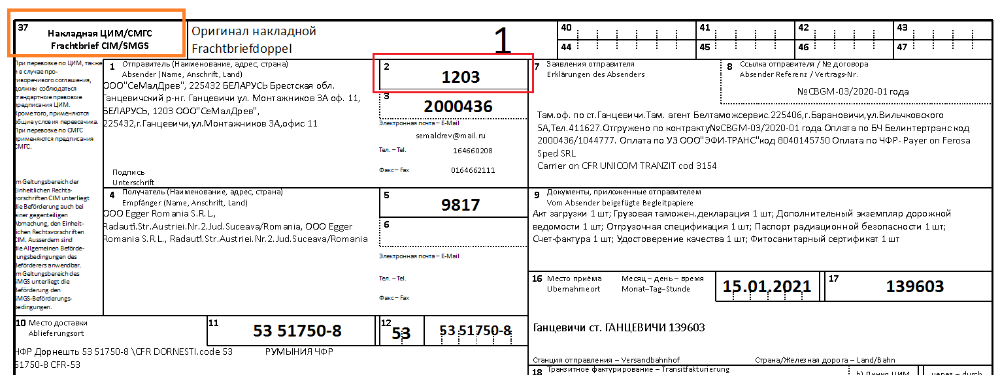 37
Накладная ЦИМ/СМГС
Frachtbrief CIM/SMGS
Оригинал накладной
Frachtbriefdoppel
1
40
41
42
43
44
45
46
47
При перевозке по ЦИМ, также
и в случае про-
тиворечивого соглашения,
должны соблюдаться
стандартные правовые
предписания ЦИМ.
Кроме того, применяются
общие условия перевозчика.
При перевозке по СМГС
применяются предписания
СМГС.
Im Geltungsbereich der
Einheitlichen Rechts-
vorschriften CIM unterliegt
die Beförderung auch bei
einer gegenteiligen
Abmachung, den Einheit-
lichen Rechtsvorschriften
CIM. Ausserdem sind
die Allgemeinen Beförde-
rungsbedingungen des
Beförderers anwendbar.
Im Geltungsbereich des
SMGS unterliegt die
Beförderung den
SMGS-Beförderungs-
bedingungen.
1 Отправитель (Наименование, адрес, страна)
Absender (Name, Anschrift, Land)
ООО"СеМалДрев", 225432 БЕЛАРУСЬ Брестская обл.
Ганцевичский р-нг. Ганцевичи ул. Монтажников 3А оф. 11,
БЕЛАРУСЬ, 1203 ООО"СеМалДрев",
225432,г.Ганцевичи,ул.Монтажников 3А,офис 11
Подпись
Unterschrift
2
1203
3
2000436
Электронная почта – E-Mail
semaldrev@mail.ru
Тел. – Tel. 164660208
Факс – Fax 0164662111
7 Заявления отправителя
Erklärungen des Absenders
8 Ссылка отправителя / № договора
Absender Referenz / Vertrags-Nr.
№CBGM-03/2020-01 года
Там.оф. по ст.Ганцевичи.Там. агент Белтаможсервис.225406,г.Барановичи,ул.Вильчковского
5А,Тел.411627.Отгружено по контракту№CBGM-03/2020-01 года.Оплата по БЧ Белинтертранс код
2000436/1044777. Оплата по УЗ ООО"ЭФИ-ТРАНС"код 8040145750 Оплата по ЧФР- Payer on Ferosa
Sped SRL
Carrier on CFR UNICOM TRANZIT cod 3154
4 Получатель (Наименование, адрес, страна)
Empfänger (Name, Anschrift, Land)
ООО Egger Romania S.R.L.,
Radauti.Str.Austriei.Nr.2.Jud.Suceava/Romania, ООО Egger
Romania S.R.L., Radauti.Str.Austriei.Nr.2.Jud.Suceava/Romania
5
9817
6
Электронная почта – E-Mail
Тел. – Tel.
Факс – Fax
9 Документы, приложенные отправителем
Vom Absender beigefügte Begleitpapiere
Акт загрузки 1 шт; Грузовая таможен.декларация 1 шт; Дополнительный экземпляр дорожной
ведомости 1 шт; Отгрузочная спецификация 1 шт; Паспорт радиационной безопасности 1 шт;
Счет-фактура 1 шт; Удостоверение качества 1 шт; Фитосанитарный сертификат 1 шт
16 Место приёма Месяц – день – время
Ubernahmeort Monat–Tag–Stunde
15.01.2021
17
139603
Ганцевичи ст. ГАНЦЕВИЧИ 139603
Станция отправления – Versandbahnhof Страна/Железная дорога – Land/Bahn
10 Место доставки
Ablieferungsort
11
53 51750-8
12
53
53 51750-8
ЧФР Дорнешть 53 51750-8 \CFR DORNESTI.code 53 РУМЫНИЯ ЧФР
51750-8 CFR-53
18 Транзитное фактурирование – Transitfakturierung
b) Линия ЦИМ
через – durch